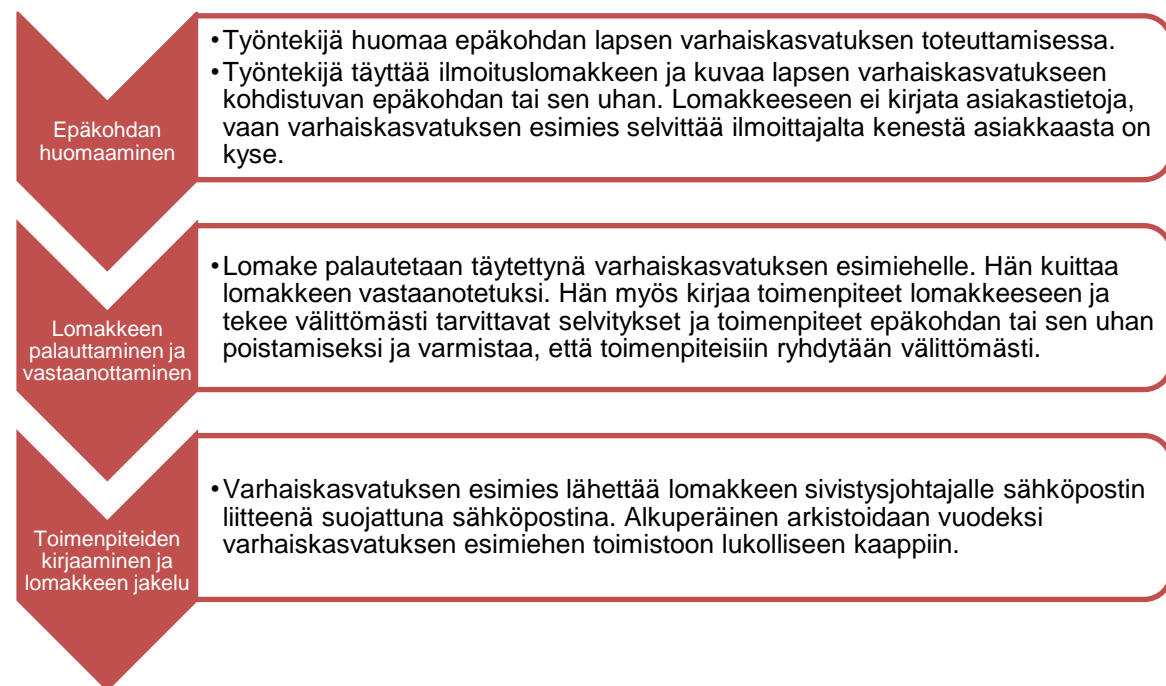 Epäkohdan
huomaaminen
•Työntekijä huomaa epäkohdan lapsen varhaiskasvatuksen toteuttamisessa.
•Työntekijä täyttää ilmoituslomakkeen ja kuvaa lapsen varhaiskasvatukseen
kohdistuvan epäkohdan tai sen uhan. Lomakkeeseen ei kirjata asiakastietoja,
vaan varhaiskasvatuksen esimies selvittää ilmoittajalta kenestä asiakkaasta on
kyse.
Lomakkeen
palauttaminen ja
vastaanottaminen
•Lomake palautetaan täytettynä varhaiskasvatuksen esimiehelle. Hän kuittaa
lomakkeen vastaanotetuksi. Hän myös kirjaa toimenpiteet lomakkeeseen ja
tekee välittömästi tarvittavat selvitykset ja toimenpiteet epäkohdan tai sen uhan
poistamiseksi ja varmistaa, että toimenpiteisiin ryhdytään välittömästi.
Toimenpiteiden
kirjaaminen ja
lomakkeen jakelu
•Varhaiskasvatuksen esimies lähettää lomakkeen sivistysjohtajalle sähköpostin
liitteenä suojattuna sähköpostina. Alkuperäinen arkistoidaan vuodeksi
varhaiskasvatuksen esimiehen toimistoon lukolliseen kaappiin.